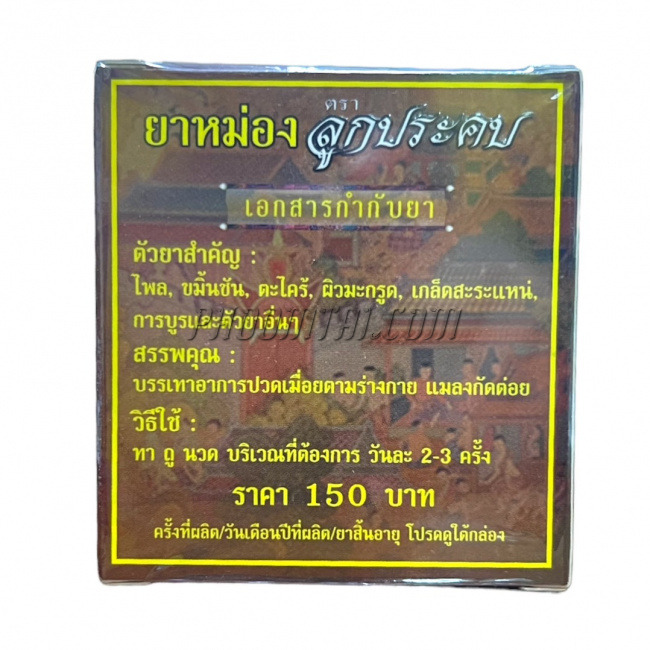 ตรา
ยาหม่อง ลูกประคบ
เอกสารกำกับยา
ตัวยาสำคัญ :
ไพล, ขมิ้นชัน, ตะไคร้, ผิวมะกรูด, เกล็ดสะระแหน่,
การบูรและตัวยาอื่นๆ
PHUDHITAI.COM
สรรพคุณ :
บรรเทาอาการปวดเมื่อยตามร่างกาย แมลงกัดต่อย
วิธีใช้ :
ทา ถู นวด บริเวณที่ต้องการ วันละ 2-3 ครั้ง
ราคา 150 บาท
ครั้งที่ผลิต/วันเดือนปีที่ผลิต/ยาสิ้นอายุ โปรดดูใต้กล่อง